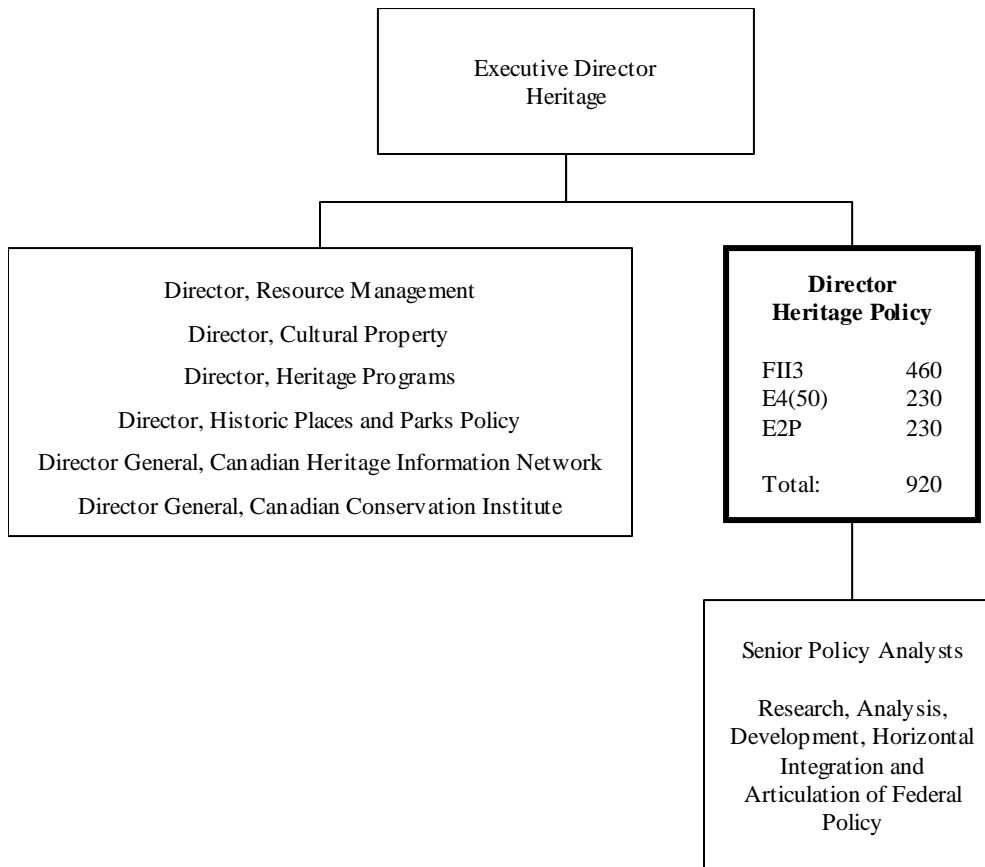 Executive Director
Heritage
Director, Resource Management
Director, Cultural Property
Director, Heritage Programs
Director, Historic Places and Parks Policy
Director General, Canadian Heritage Information Network
Director General, Canadian Conservation Institute
Director
Heritage Policy
FII3 460
E4(50) 230
E2P 230
Total: 920
Senior Policy Analysts
Research, Analysis,
Development, Horizontal
Integration and
Articulation of Federal
Policy